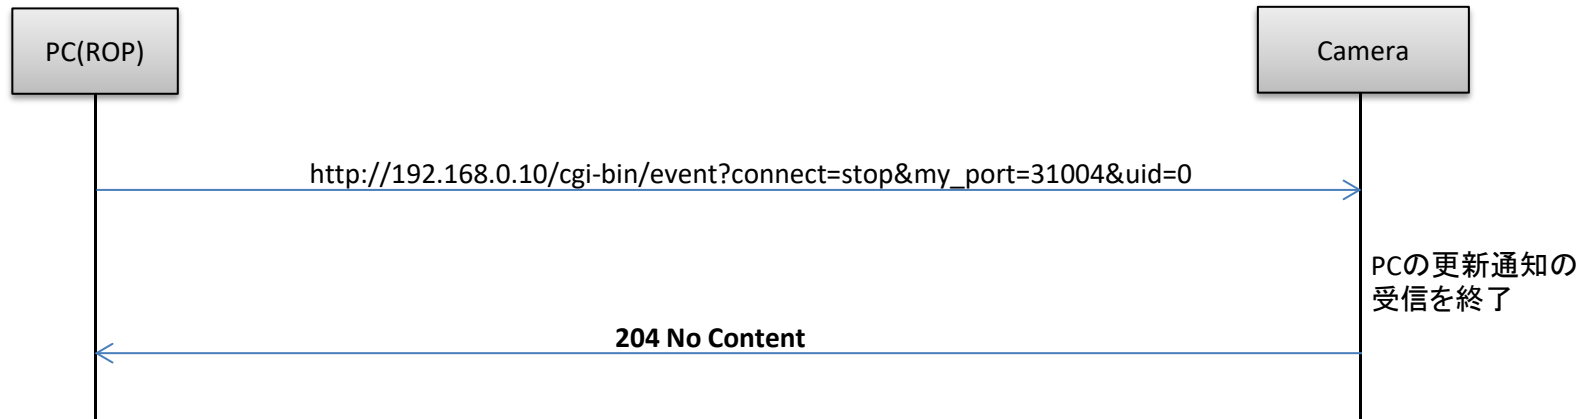 PC(ROP)
Camera
http://192.168.0.10/cgi-bin/event?connect=stop&my_port=31004&uid=0
PCの更新通知の
受信を終了
204 No Content